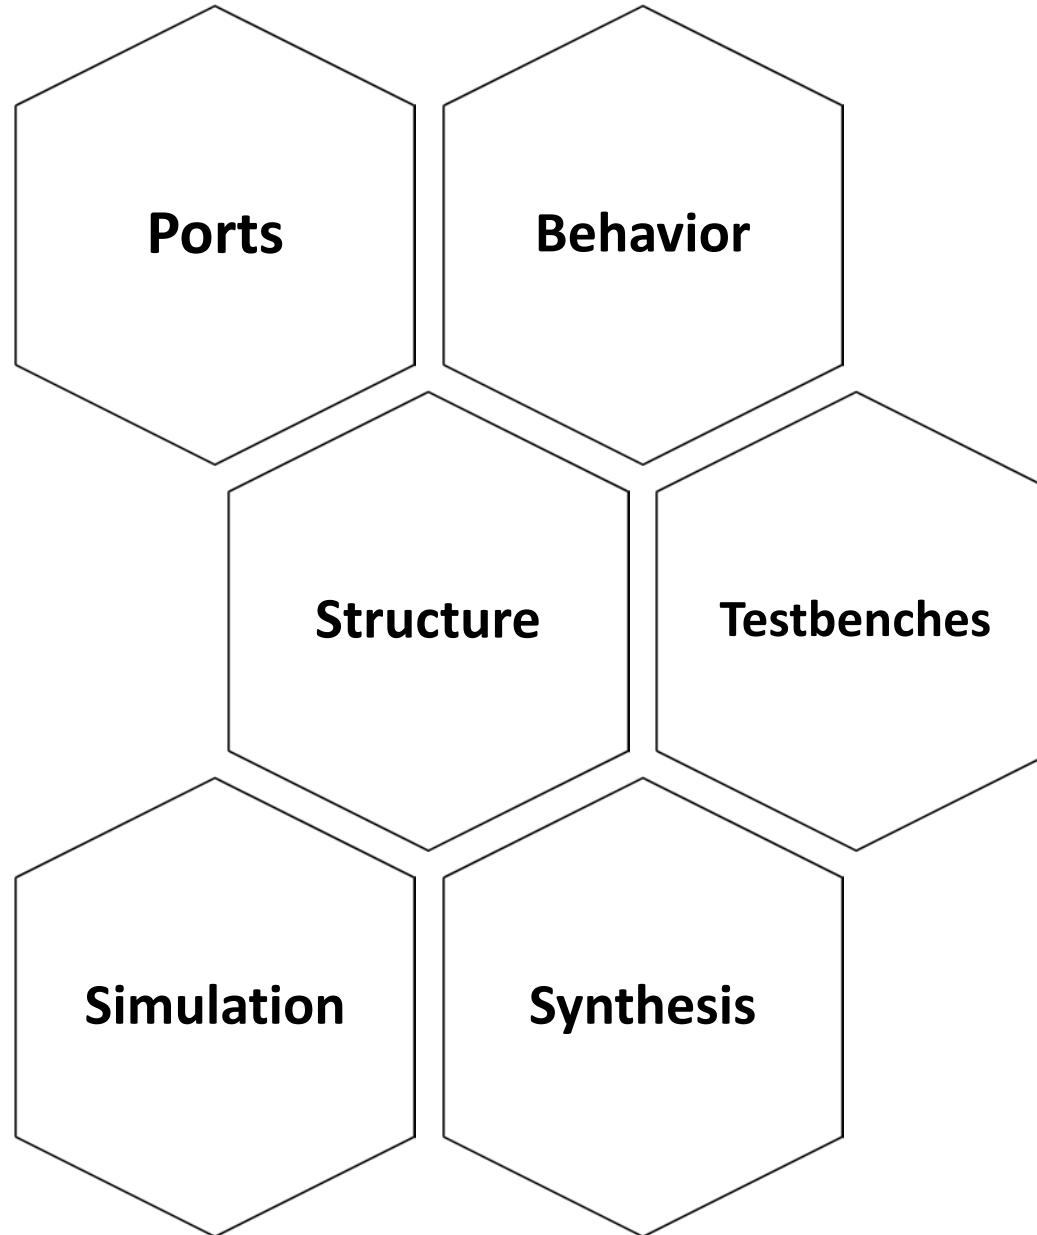 Ports
Behavior
Structure
Testbenches
Simulation
Synthesis